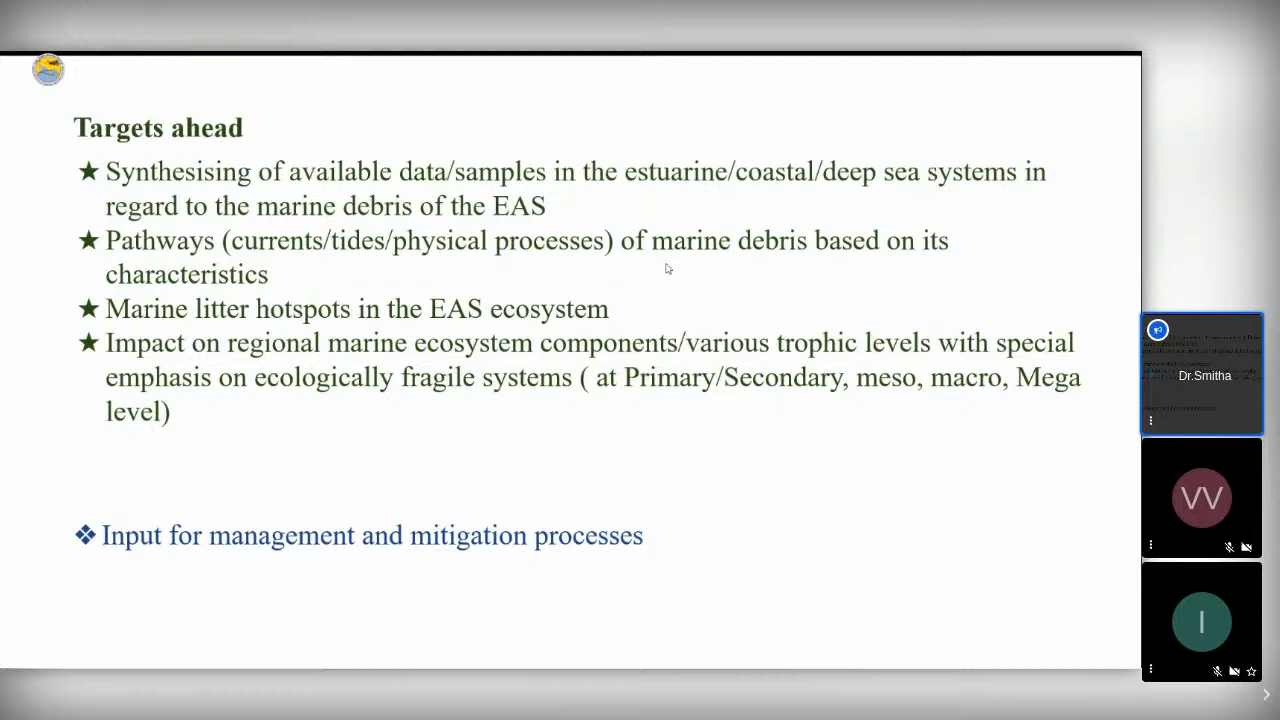 Targets ahead
★ Synthesising of available data/samples in the estuarine/coastal/deep sea systems in
regard to the marine debris of the EAS
★ Pathways (currents/tides/physical processes) of marine debris based on its
characteristics
★ Marine litter hotspots in the EAS ecosystem
★ Impact on regional marine ecosystem components/various trophic levels with special
emphasis on ecologically fragile systems ( at Primary/Secondary, meso, macro, Mega
level)
❖ Input for management and mitigation processes
Dr.Smitha
VV
I